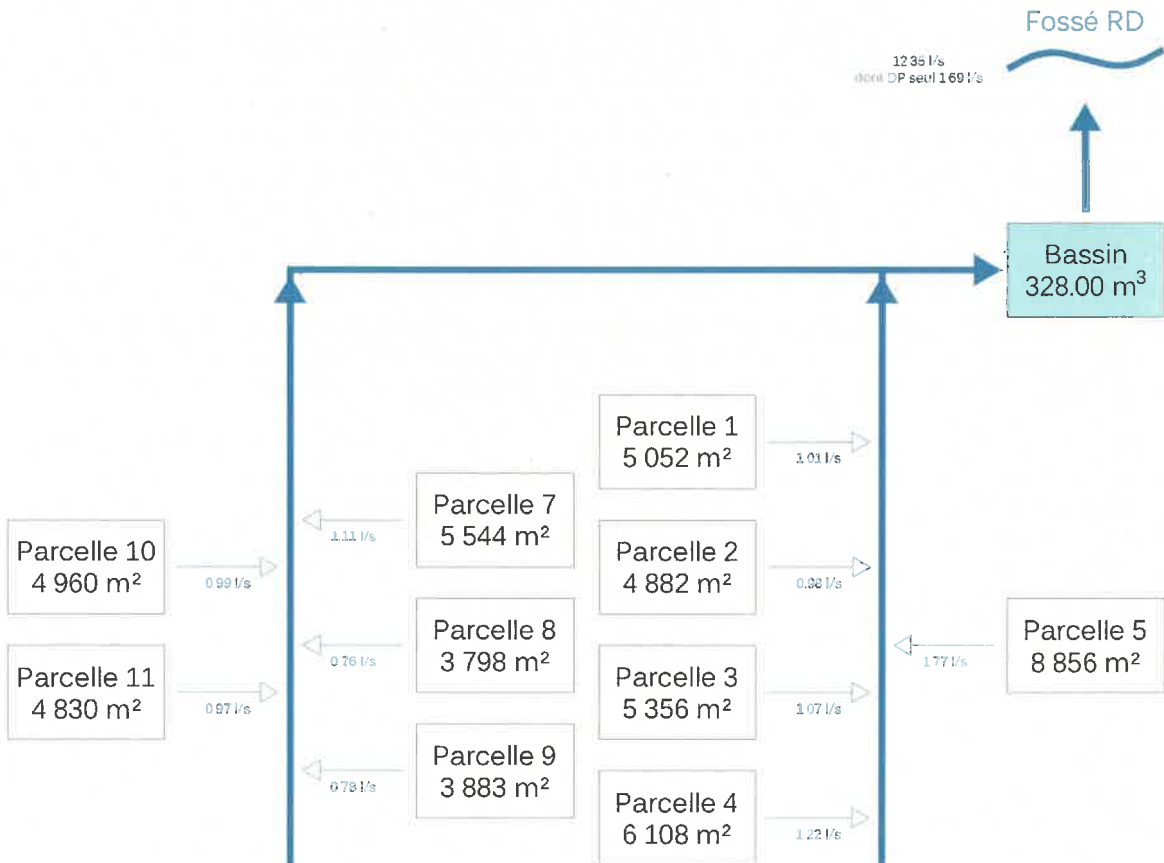 Fossé RD
12 35 l/s
dont DP seul 1 69 l/s
Bassin
328.00 m³
Parcelle 1
5 052 m²
1 01 l/s
Parcelle 7
5 544 m²
1.11 l/s
Parcelle 10
4 960 m²
0 99 l/s
Parcelle 2
4 882 m²
0.98 l/s
Parcelle 8
3 798 m²
0 76 l/s
Parcelle 5
8 856 m²
1 77 l/s
Parcelle 11
4 830 m²
0 97 l/s
Parcelle 3
5 356 m²
1 07 l/s
Parcelle 9
3 883 m²
0 78 l/s
Parcelle 4
6 108 m²
1.22 l/s